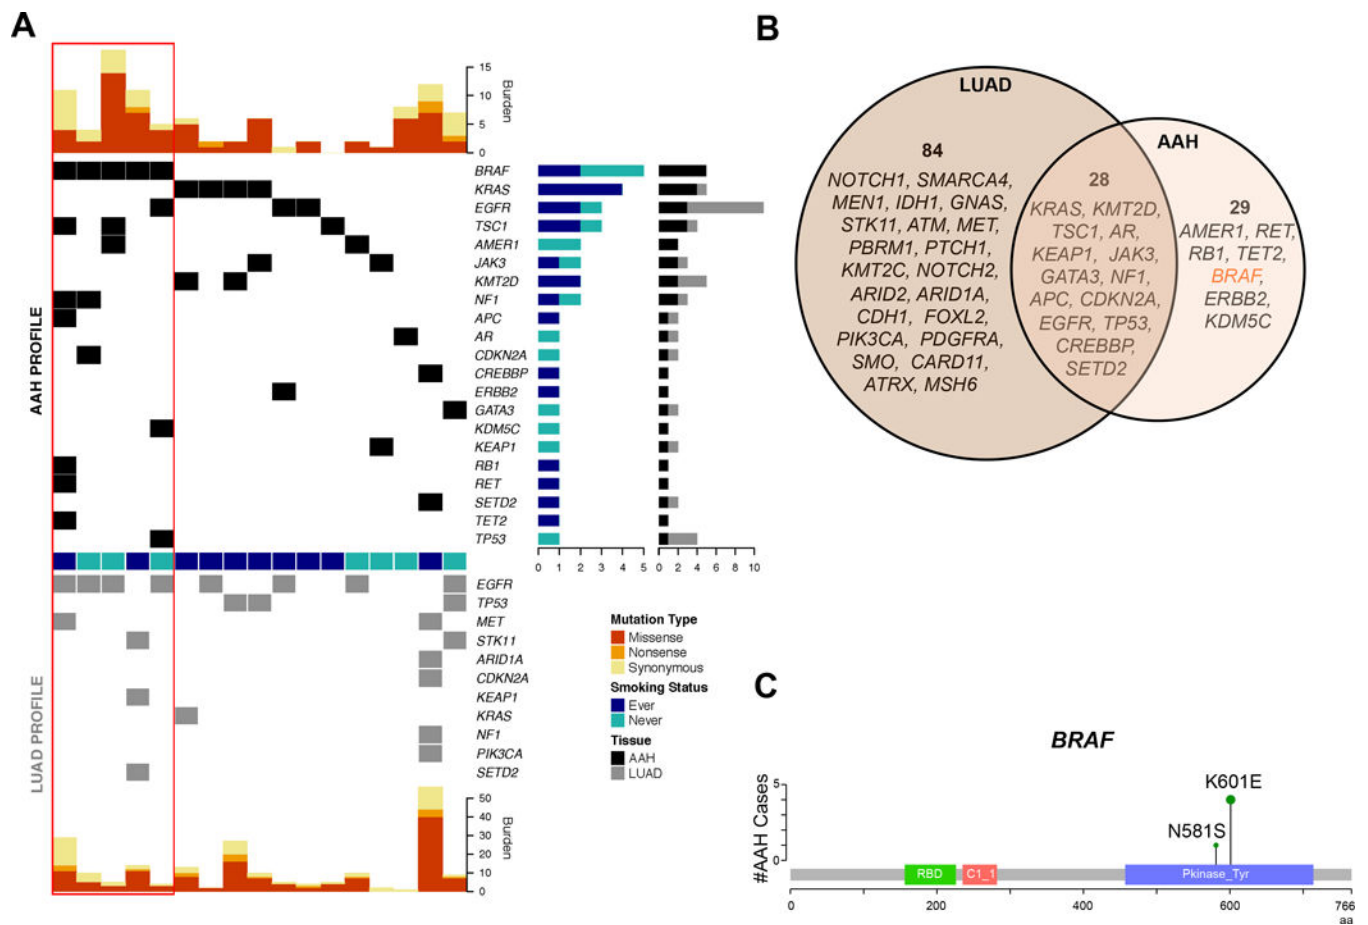 A
15
10
5
0
Burden
AAH PROFILE
BRAF
KRAS
EGFR
TSC1
AMER1
JAK3
KMT2D
NF1
APC
AR
CDKN2A
CREBBP
ERBB2
GATA3
KDM5C
KEAP1
RB1
RET
SETD2
TET2
TP53
0 1 2 3 4 5
0 2 4 6 8 10
LUAD PROFILE
EGFR
TP53
MET
STK11
ARID1A
CDKN2A
KEAP1
KRAS
NF1
PIK3CA
SETD2
50
40
30
20
10
0
Burden
Mutation Type
Missense
Nonsense
Synonymous
Smoking Status
Ever
Never
Tissue
AAH
LUAD
B
LUAD
84
NOTCH1, SMARCA4,
MEN1, IDH1, GNAS,
STK11, ATM, MET,
PBRM1, PTCH1,
KMT2C, NOTCH2,
ARID2, ARID1A,
CDH1, FOXL2,
PIK3CA, PDGFRA,
SMO, CARD11,
ATRX, MSH6
28
KRAS, KMT2D,
TSC1, AR,
KEAP1, JAK3,
GATA3, NF1,
APC, CDKN2A,
EGFR, TP53,
CREBBP,
SETD2
AAH
29
AMER1, RET,
RB1, TET2,
BRAF,
ERBB2,
KDM5C
C
BRAF
#AAH Cases
5
0
K601E
N581S
RBD
C1_1
Pkinase_Tyr
0 200 400 600 766
aa